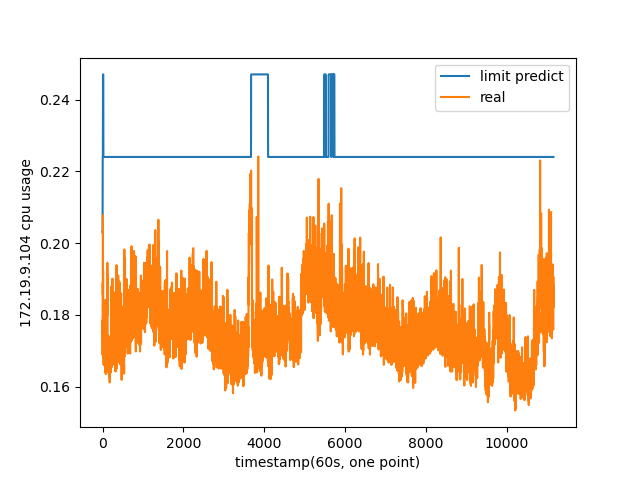 limit predict
real
0.24
0.22
0.20
0.18
0.16
172.19.9.104 cpu usage
0
2000
4000
6000
8000
10000
timestamp(60s, one point)